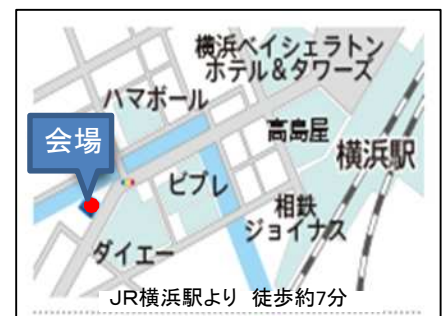 横浜ベイシェラトン
ホテル&タワーズ
ハマボール
会場
高島屋
横浜駅
ビブレ
相鉄
ジョイナス
ダイエー
JR横浜駅より 徒歩約7分